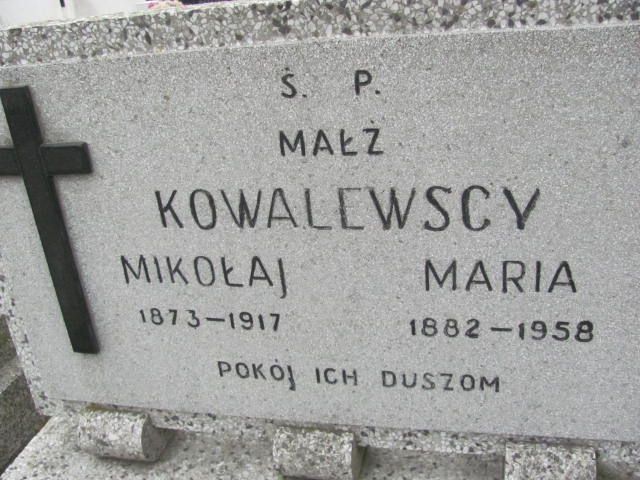 Ś. P.
MAŁŻ
KOWALEWSCY
MIKOŁAJ MARIA
1873-1917 1882-1958
POKÓJ ICH DUSZOM